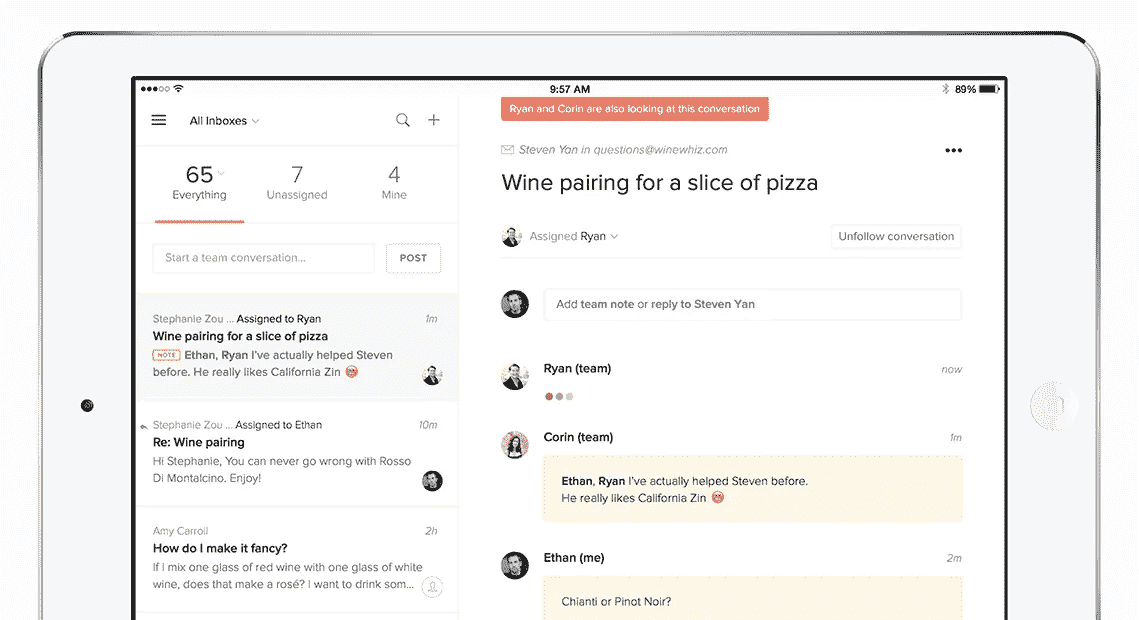 9:57 AM
89%
All Inboxes
65
Everything
7
Unassigned
4
Mine
Start a team conversation...
POST
Stephanie Zou ... Assigned to Ryan
1m
Wine pairing for a slice of pizza
NOTE Ethan, Ryan I've actually helped Steven
before. He really likes California Zin
Stephanie Zou ... Assigned to Ethan
10m
Re: Wine pairing
Hi Stephanie, You can never go wrong with Rosso
Di Montalcino. Enjoy!
Amy Carroll
2h
How do I make it fancy?
If I mix one glass of red wine with one glass of white
wine, does that make a rosé? I want to drink som...
Ryan and Corin are also looking at this conversation
Steven Yan in questions@winewhiz.com
Wine pairing for a slice of pizza
Assigned Ryan
Unfollow conversation
Add team note or reply to Steven Yan
Ryan (team)
now
Corin (team)
1m
Ethan, Ryan I've actually helped Steven before.
He really likes California Zin
Ethan (me)
2m
Chianti or Pinot Noir?